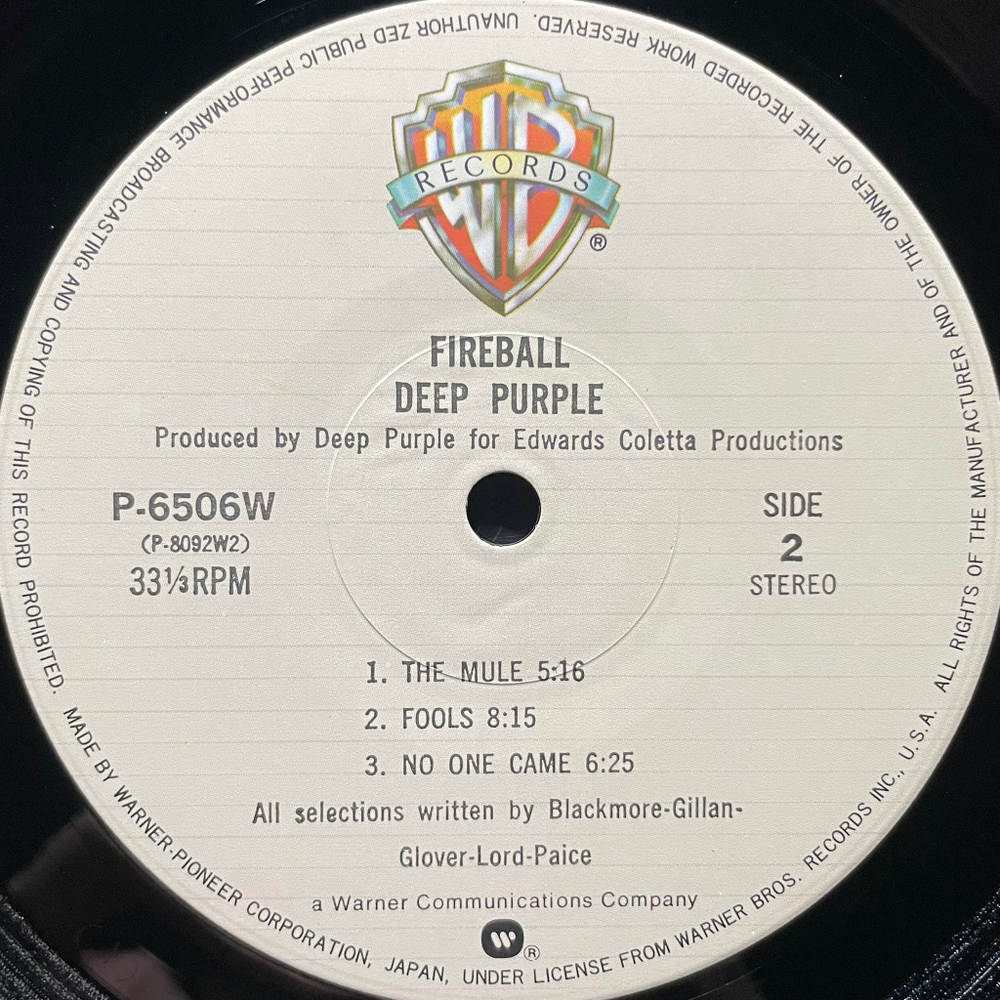 WB
RECORDS
®
FIREBALL
DEEP PURPLE
Produced by Deep Purple for Edwards Coletta Productions
P-6506W
(P-8092W2)
33⅓RPM
SIDE
2
STEREO
1. THE MULE 5:16
2. FOOLS 8:15
3. NO ONE CAME 6:25
All selections written by Blackmore-Gillan-
Glover-Lord-Paice
a Warner Communications Company
W®
MADE BY WARNER-PIONEER CORPORATION, JAPAN, UNDER LICENSE FROM WARNER BROS. RECORDS INC., U.S.A. ALL RIGHTS OF THE MANUFACTURER AND OF THE OWNER OF THE RECORDED WORK RESERVED. UNAUTHOR ZED PUBLIC PERFORMANCE BROADCASTING AND COPYING OF THIS RECORD PROHIBITED.